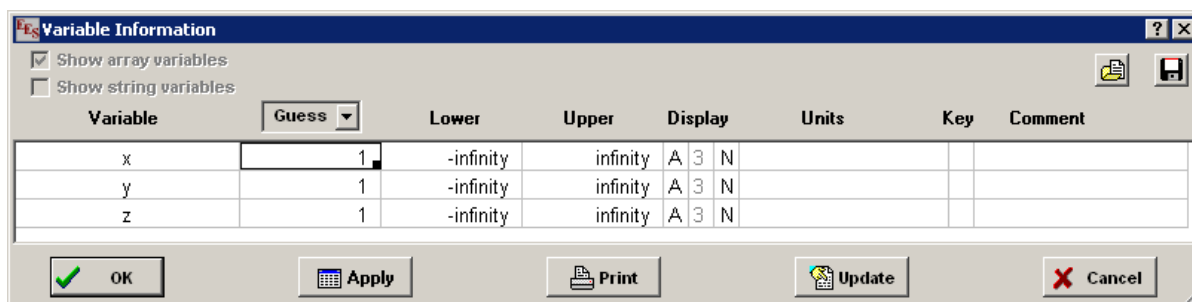 EES Variable Information ? X
Show array variables
Show string variables
Variable Guess Lower Upper Display Units Key Comment
x 1 -infinity infinity A 3 N
y 1 -infinity infinity A 3 N
z 1 -infinity infinity A 3 N
OK Apply Print Update Cancel